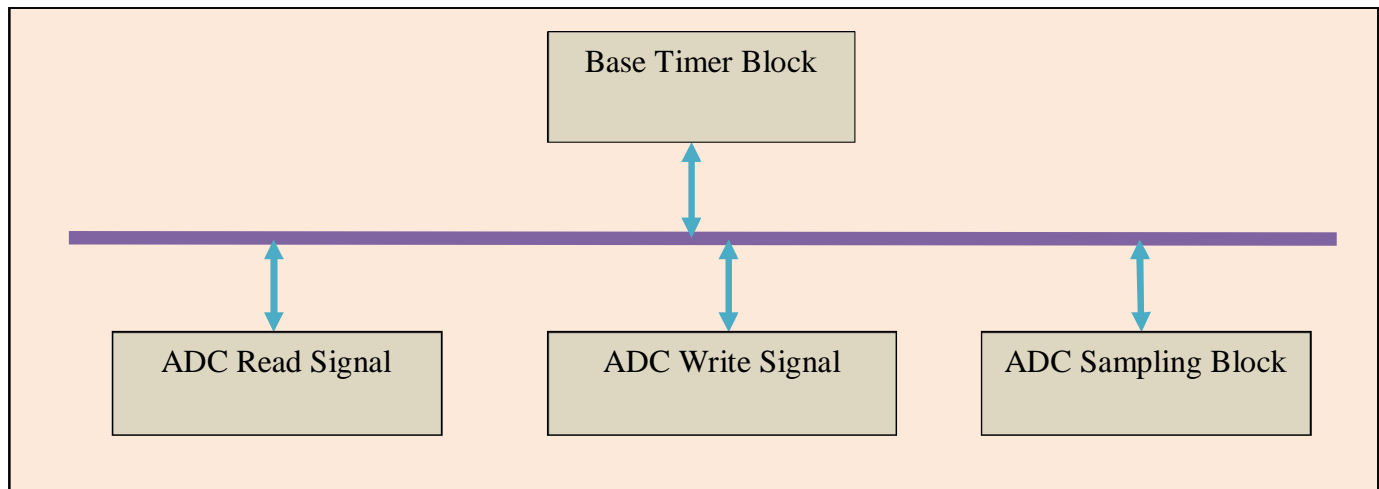 Base Timer Block
ADC Read Signal
ADC Write Signal
ADC Sampling Block